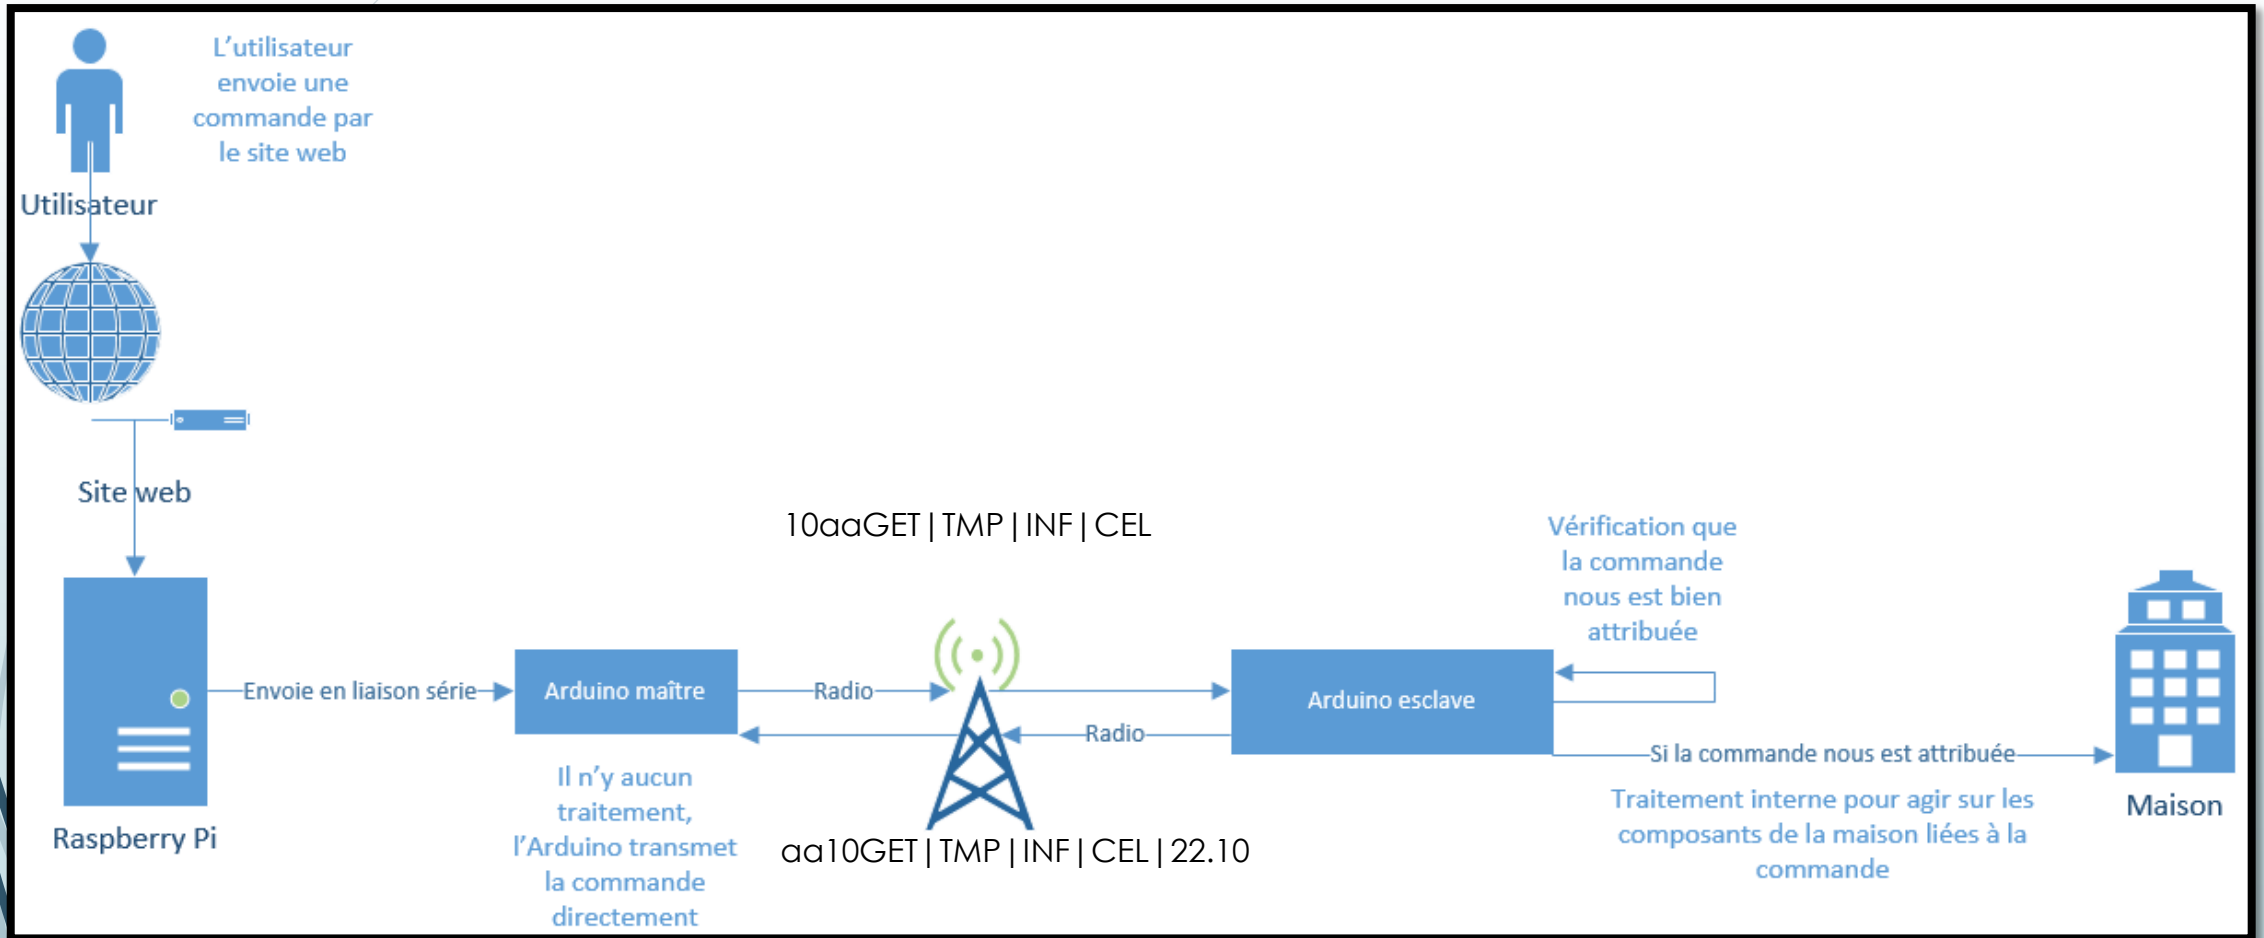 L'utilisateur
envoie une
commande par
le site web
Utilisateur
Site web
Raspberry Pi
Envoie en liaison série
Arduino maître
Il n'y aucun
traitement,
l'Arduino transmet
la commande
directement
10aaGET|TMP|INF|CEL
Radio
Radio
aa10GET|TMP|INF|CEL|22.10
Arduino esclave
Vérification que
la commande
nous est bien
attribuée
Si la commande nous est attribuée
Traitement interne pour agir sur les
composants de la maison liées à la
commande
Maison